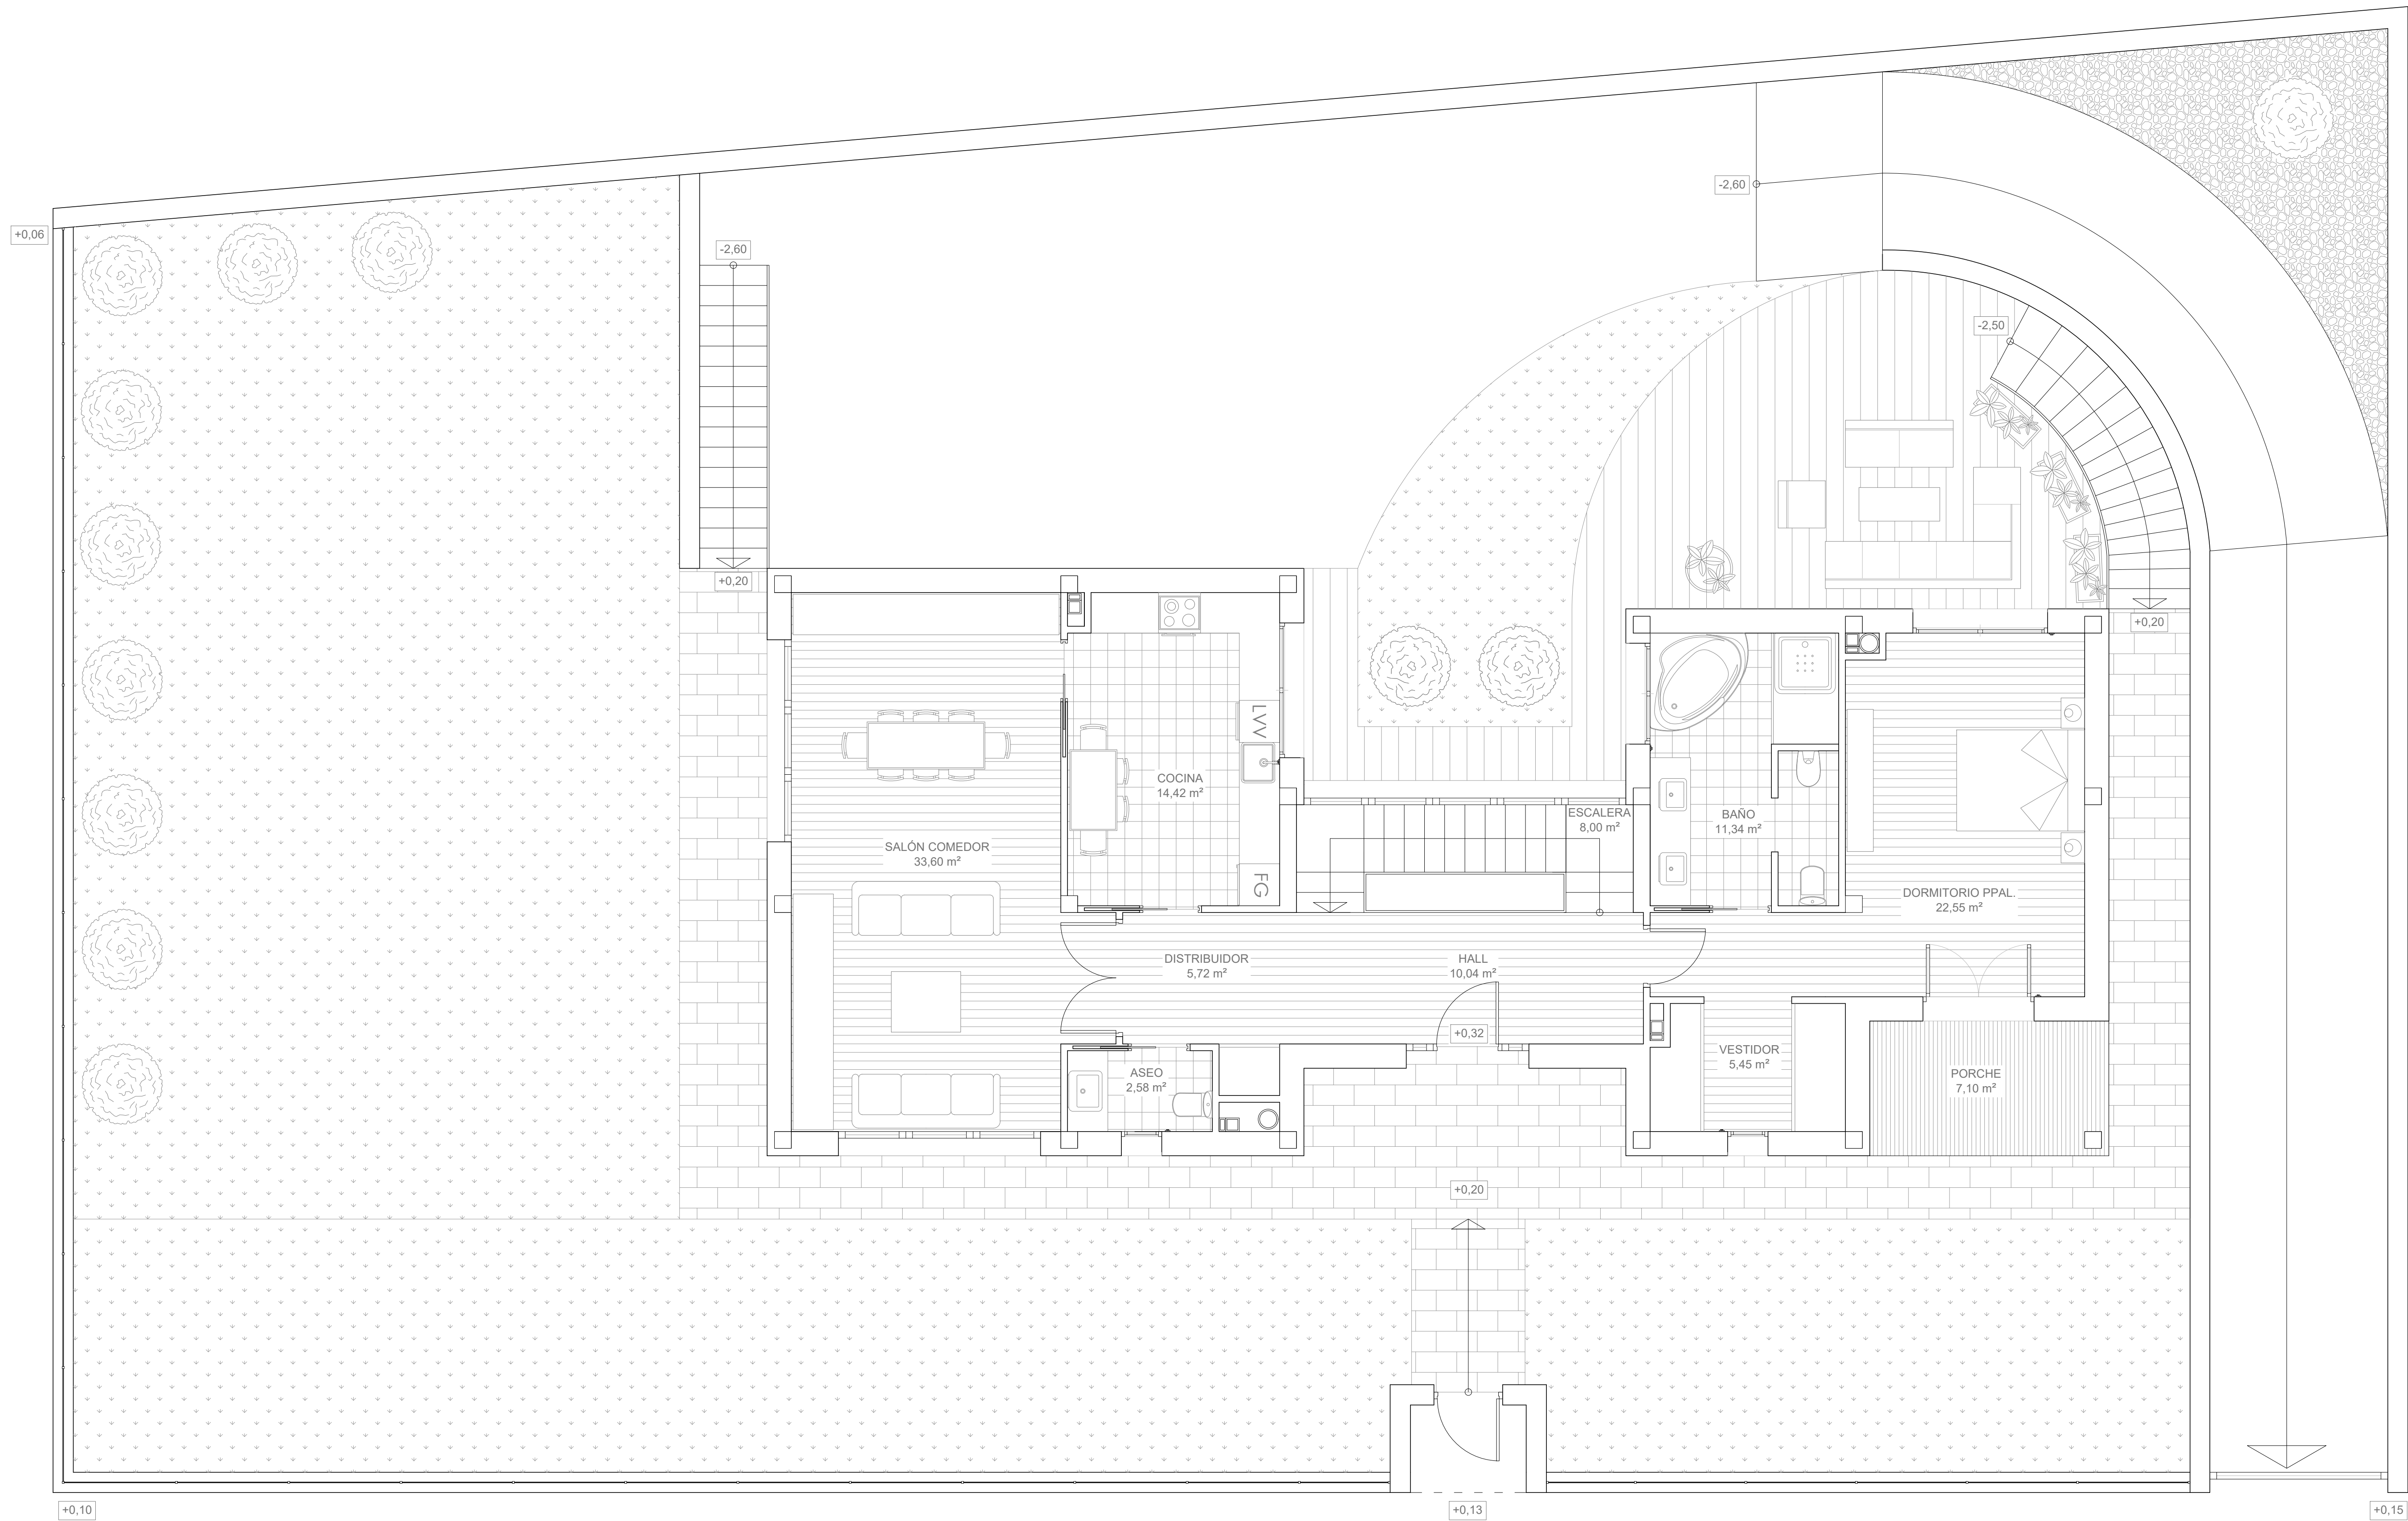 -2,60
+0,06
-2,60
-2,50
+0,20
+0,20
LVV
COCINA
14,42 m²
ESCALERA
8,00 m²
BAÑO
11,34 m²
SALÓN COMEDOR
33,60 m²
FG
DORMITORIO PPAL.
22,55 m²
DISTRIBUIDOR
5,72 m²
HALL
10,04 m²
+0,32
VESTIDOR
5,45 m²
ASEO
2,58 m²
PORCHE
7,10 m²
+0,20
+0,10
+0,13
+0,15